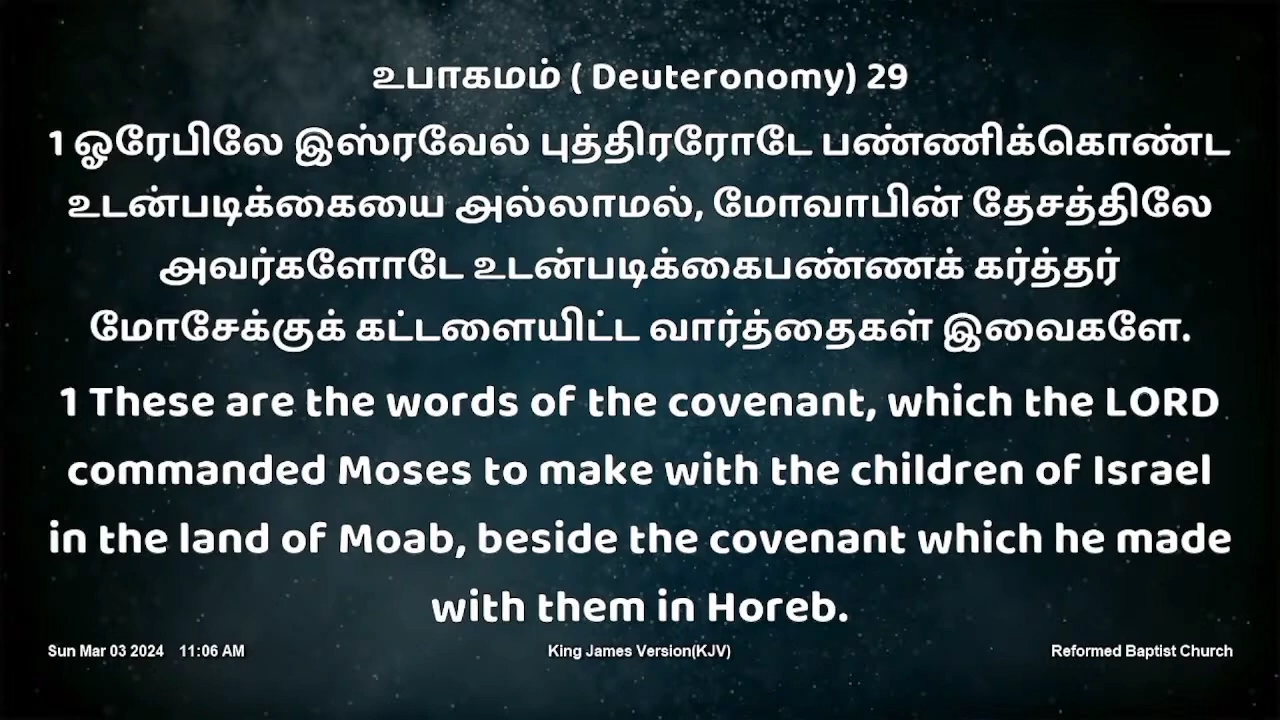 உபாகமம் ( Deuteronomy) 29
1 ஓரேபிலே இஸ்ரவேல் புத்திரரோடே பண்ணிக்கொண்ட
உடன்படிக்கையை அல்லாமல், மோவாபின் தேசத்திலே
அவர்களோடே உடன்படிக்கைபண்ணக் கர்த்தர்
மோசேக்குக் கட்டளையிட்ட வார்த்தைகள் இவைகளே.
1 These are the words of the covenant, which the LORD
commanded Moses to make with the children of Israel
in the land of Moab, beside the covenant which he made
with them in Horeb.
Sun Mar 03 2024 11:06 AM King James Version(KJV) Reformed Baptist Church